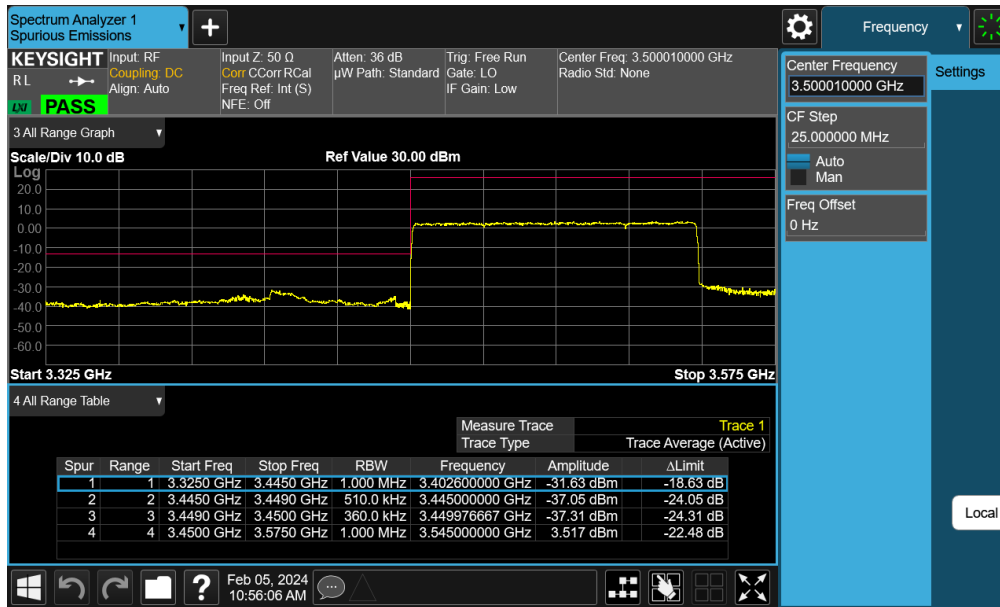 Spectrum Analyzer 1
Spurious Emissions
Frequency
KEYSIGHT
R L
LXI
PASS
Input: RF
Coupling: DC
Align: Auto
Input Z: 50 Ω
Corr CCorr RCal
Freq Ref: Int (S)
NFE: Off
Atten: 36 dB
µW Path: Standard
Trig: Free Run
Gate: LO
IF Gain: Low
Center Freq: 3.500010000 GHz
Radio Std: None
Center Frequency
3.500010000 GHz
Settings
CF Step
25.000000 MHz
Auto
Man
Freq Offset
0 Hz
Local
3 All Range Graph
Scale/Div 10.0 dB
Ref Value 30.00 dBm
Log
20.0
10.0
0.00
-10.0
-20.0
-30.0
-40.0
-50.0
-60.0
Start 3.325 GHz
Stop 3.575 GHz
4 All Range Table
Measure Trace Trace 1
Trace Type Trace Average (Active)
Spur Range Start Freq Stop Freq RBW Frequency Amplitude ΔLimit
1 1 3.3250 GHz 3.4450 GHz 1.000 MHz 3.402600000 GHz -31.63 dBm -18.63 dB
2 2 3.4450 GHz 3.4490 GHz 510.0 kHz 3.445000000 GHz -37.05 dBm -24.05 dB
3 3 3.4490 GHz 3.4500 GHz 360.0 kHz 3.449976667 GHz -37.31 dBm -24.31 dB
4 4 3.4500 GHz 3.5750 GHz 1.000 MHz 3.545000000 GHz 3.517 dBm -22.48 dB
Feb 05, 2024
10:56:06 AM